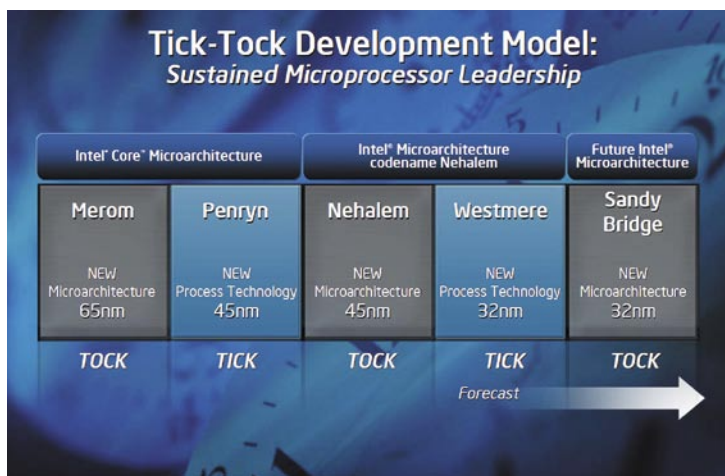 Tick-Tock Development Model:
Sustained Microprocessor Leadership
Intel® Core™ Microarchitecture
Intel® Microarchitecture
codename Nehalem
Future Intel®
Microarchitecture
Merom
NEW
Microarchitecture
65nm
TOCK
Penryn
NEW
Process Technology
45nm
TICK
Nehalem
NEW
Microarchitecture
45nm
TOCK
Westmere
NEW
Process Technology
32nm
TICK
Sandy
Bridge
NEW
Microarchitecture
32nm
TOCK
Forecast